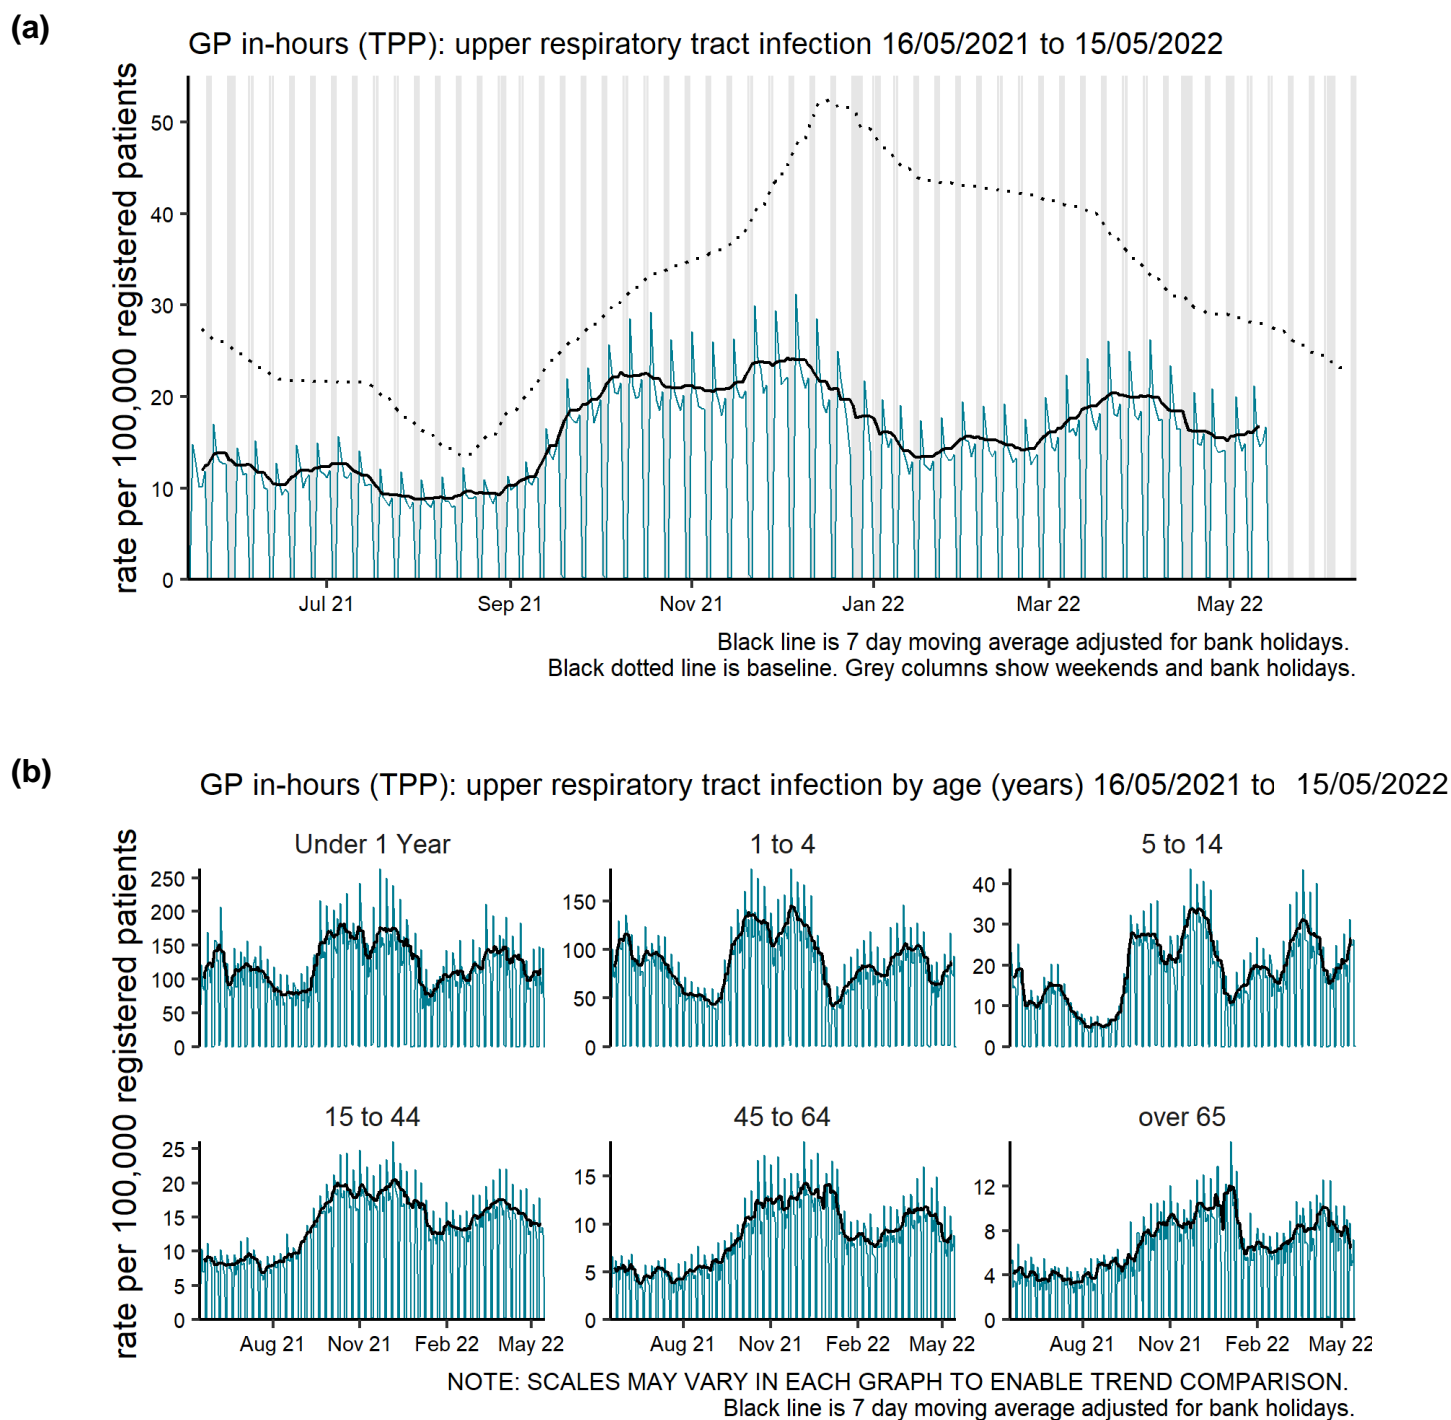 (a)
GP in-hours (TPP): upper respiratory tract infection 16/05/2021 to 15/05/2022
rate per 100,000 registered patients
50
40
30
20
10
0
Jul 21 Sep 21 Nov 21 Jan 22 Mar 22 May 22
Black line is 7 day moving average adjusted for bank holidays.
Black dotted line is baseline. Grey columns show weekends and bank holidays.
(b)
GP in-hours (TPP): upper respiratory tract infection by age (years) 16/05/2021 to 15/05/2022
rate per 100,000 registered patients
Under 1 Year
250
200
150
100
50
0
1 to 4
150
100
50
0
5 to 14
40
30
20
10
0
15 to 44
25
20
15
10
5
0
Aug 21 Nov 21 Feb 22 May 22
45 to 64
15
10
5
0
Aug 21 Nov 21 Feb 22 May 22
over 65
12
8
4
0
Aug 21 Nov 21 Feb 22 May 22
NOTE: SCALES MAY VARY IN EACH GRAPH TO ENABLE TREND COMPARISON.
Black line is 7 day moving average adjusted for bank holidays.